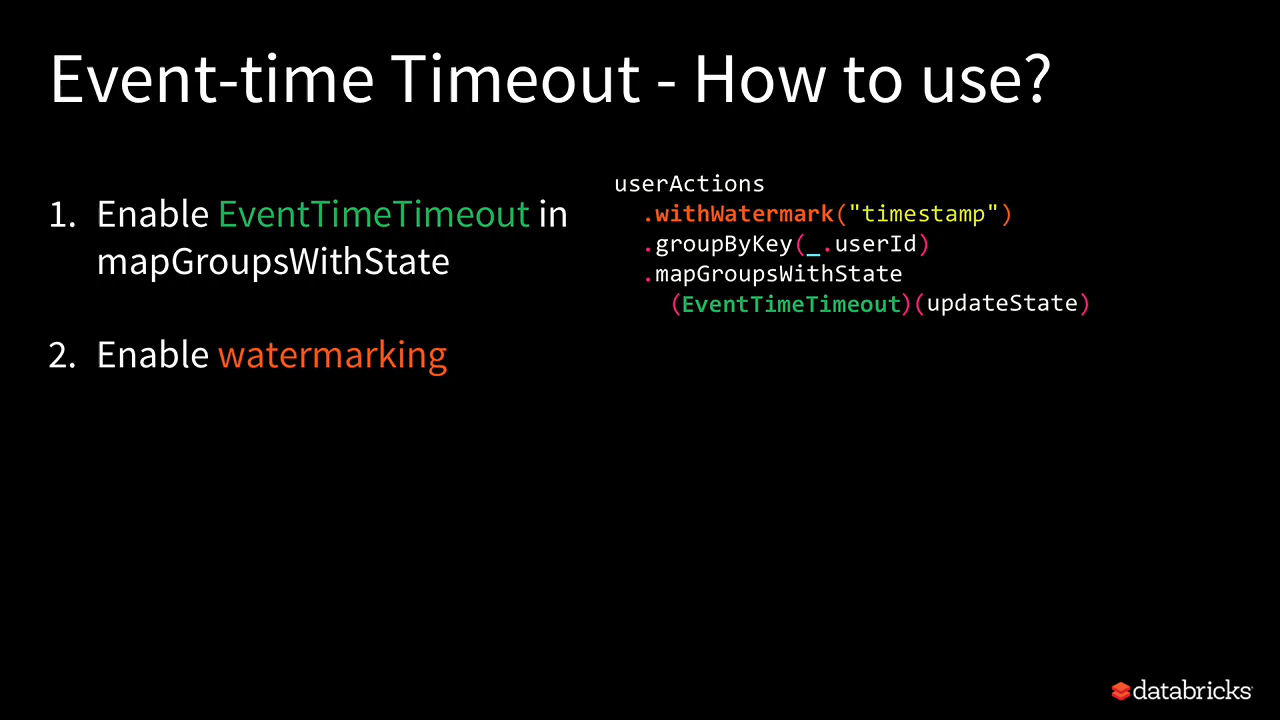 Event-time Timeout - How to use?
1. Enable EventTimeTimeout in
mapGroupsWithState
2. Enable watermarking
userActions
.withWatermark("timestamp")
.groupByKey(_.userId)
.mapGroupsWithState
(EventTimeTimeout)(updateState)
databricks